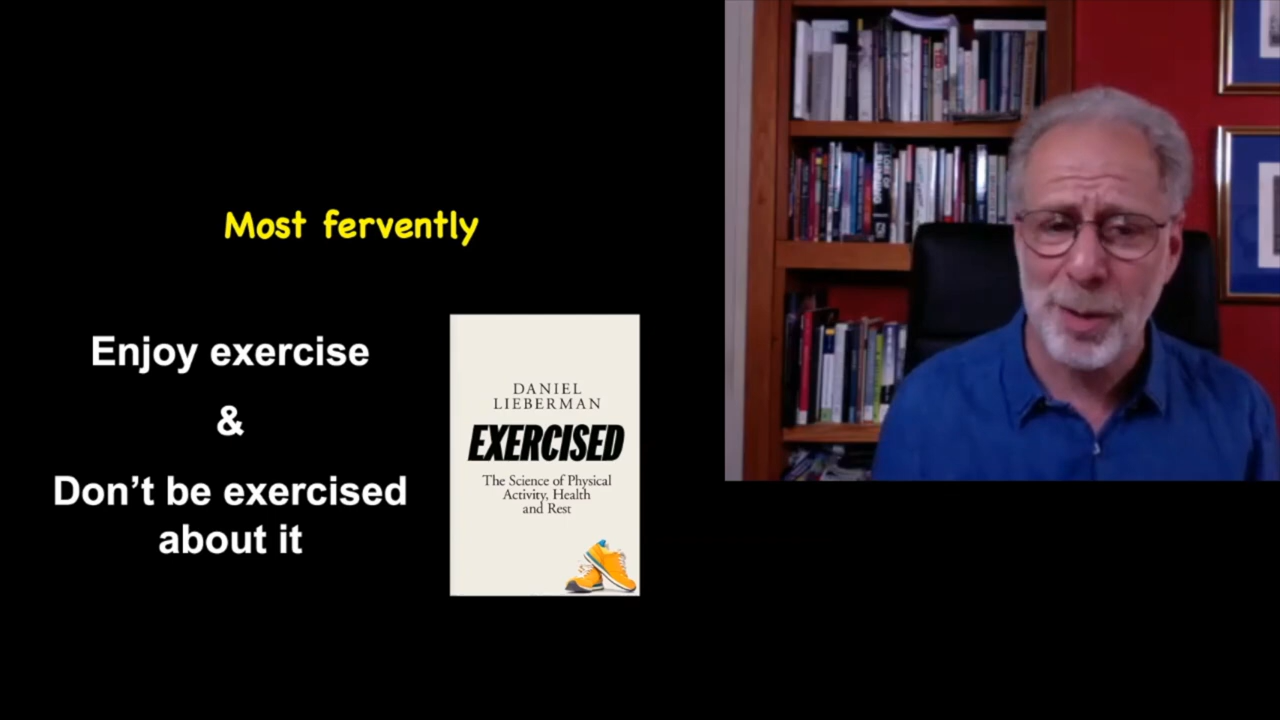 Most fervently
Enjoy exercise
&
Don't be exercised
about it
DANIEL
LIEBERMAN
EXERCISED
The Science of Physical
Activity, Health
and Rest